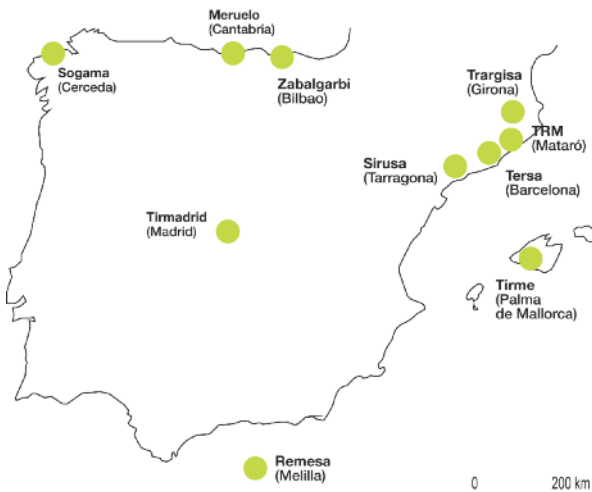 Meruelo
(Cantabria)
Sogama
(Cerceda)
Zabalgarbi
(Bilbao)
Trargisa
(Girona)
TRM
(Mataró)
Sirusa
(Tarragona)
Tersa
(Barcelona)
Tirmadrid
(Madrid)
Tirme
(Palma
de Mallorca)
Remesa
(Melilla)
0 200 km